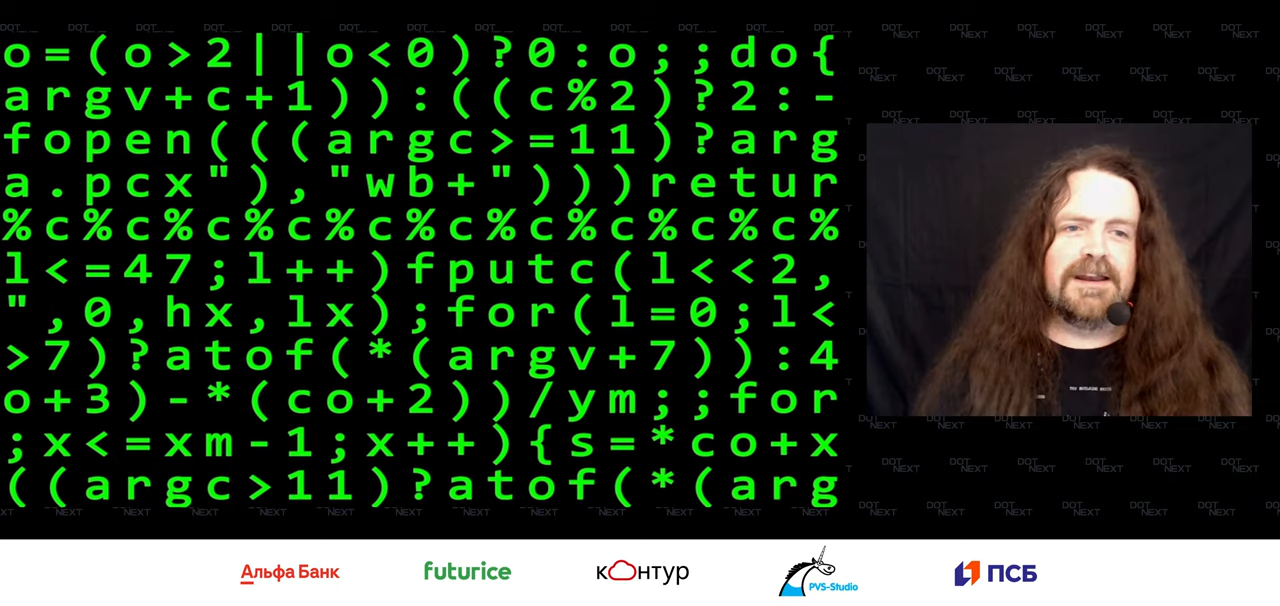 o=(o>2||o<0)?0:o;;do{
argv+c+1)):((c%2)?2:-
fopen(((argc>=11)?arg
a.pcx"),"wb+")))retur
%c%c%c%c%c%c%c%c%c%c%
l<=47;l++)fputc(l<<2,
",0,hx,lx);for(l=0;l<
>7)?atof(*(argv+7)):4
o+3)-*(co+2))/ym;;for
;x<=xm-1;x++){s=*co+x
((argc>11)?atof(*(arg
DOT
NEXT
Альфа Банк
futurice
контур
PVS-Studio
ПСБ